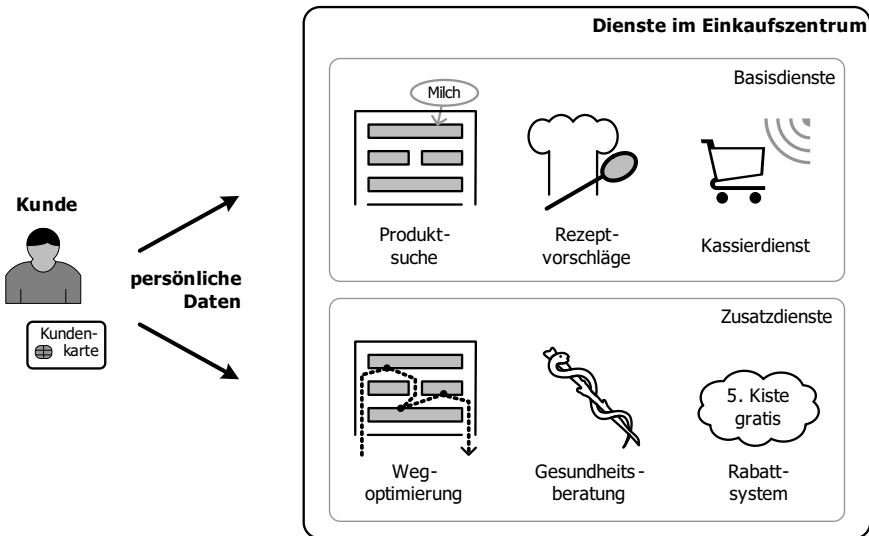 Dienste im Einkaufszentrum
Basisdienste
Milch
Produkt-
suche
Rezept-
vorschläge
Kassierdienst
Kunde
persönliche
Daten
Kunden-
karte
Zusatzdienste
5. Kiste
gratis
Weg-
optimierung
Gesundheits-
beratung
Rabatt-
system